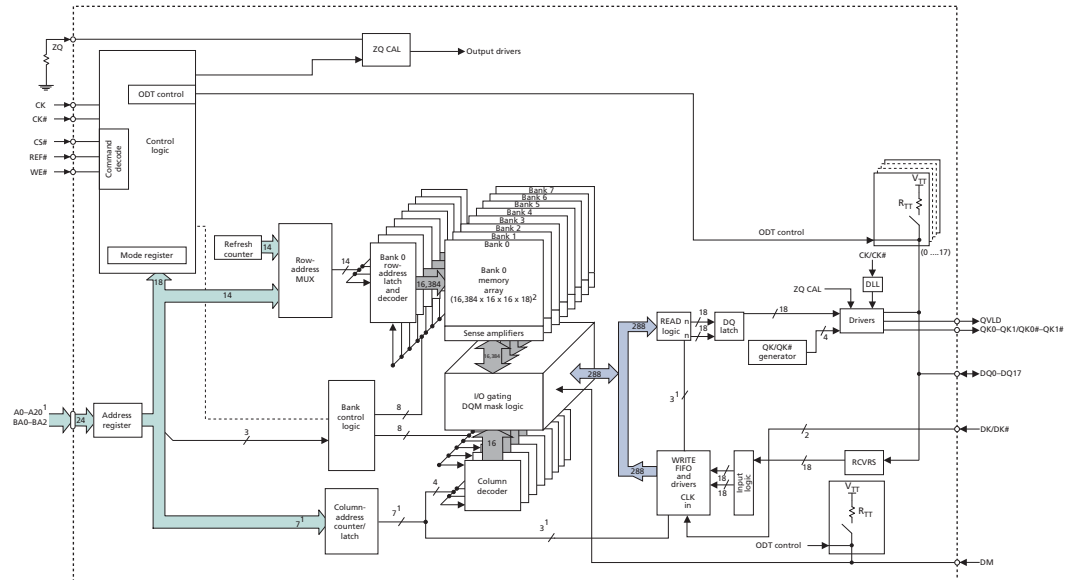 ZQ
ZQ CAL
Output drivers
ODT control
CK
CK#
CS#
REF#
WE#
Command decode
Control
logic
Mode register
Refresh
counter
14
Row-
address
MUX
14
18
14
Bank 0
row-
address
latch
and
decoder
16,384
Bank 7
Bank 6
Bank 5
Bank 4
Bank 3
Bank 2
Bank 1
Bank 0
Bank 0
memory
array
(16,384 x 16 x 16 x 18)2
Sense amplifiers
16,384
I/O gating
DQM mask logic
16
Column
decoder
A0–A201
BA0–BA2
24
Address
register
3
Bank
control
logic
8
8
Column-
address
counter/
latch
71
71
4
31
288
288
288
READ
logic
n
n
18
18
DQ
latch
18
31
QK/QK#
generator
4
ZQ CAL
CK/CK#
DLL
Drivers
ODT control
VTT
RTT
(0 ....17)
QVLD
QK0–QK1/QK0#–QK1#
DQ0–DQ17
DK/DK#
2
WRITE
FIFO
and
drivers
CLK
in
18
18
Input
logic
18
RCVRS
VTT
RTT
ODT control
DM